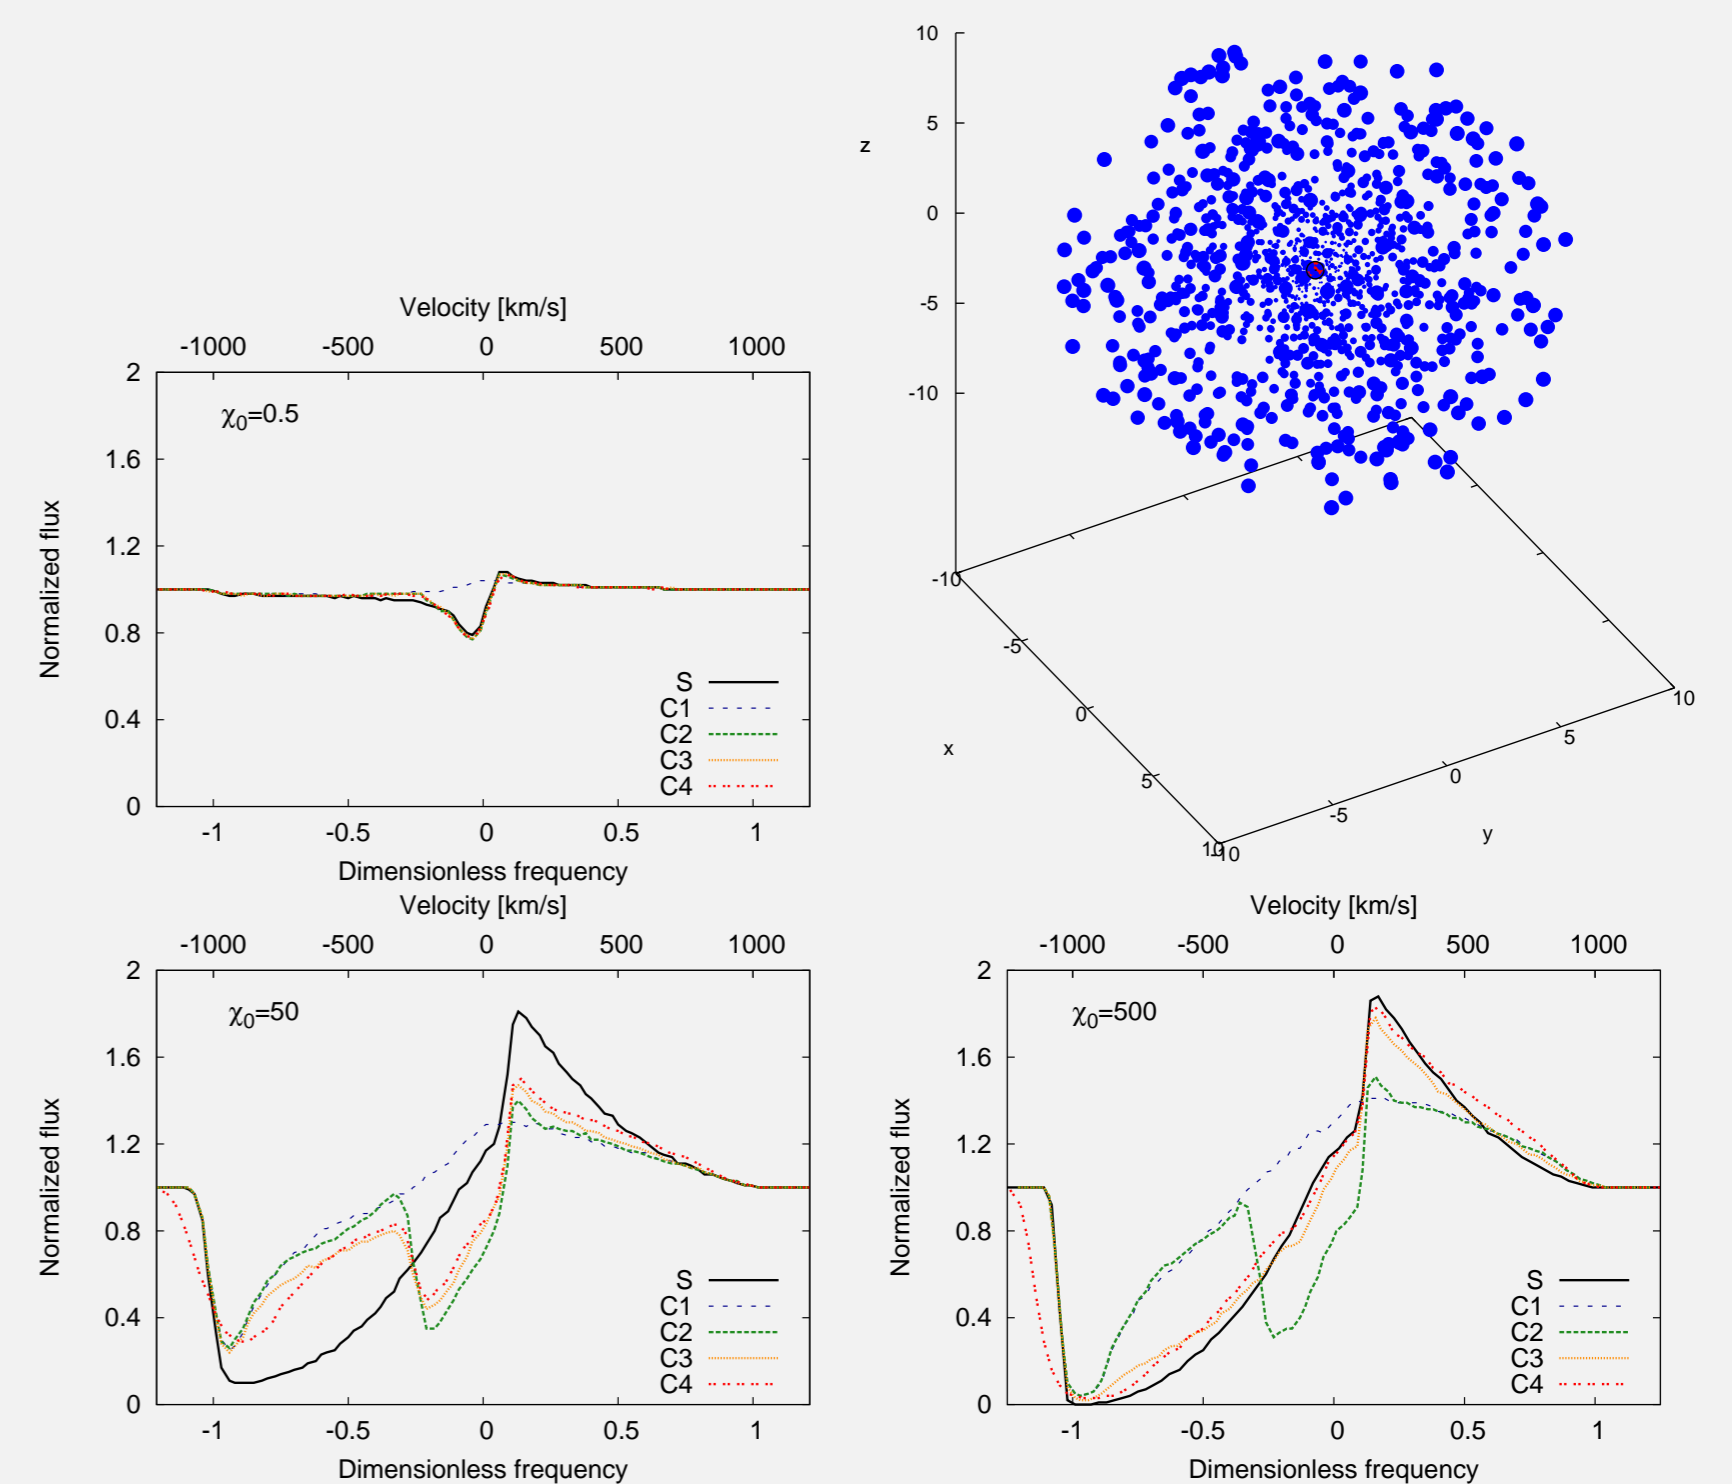 10
5
z
0
-5
-10
-10
-5
0
x
5
10
-10
-5
0
y
5
10
Velocity [km/s]
-1000 -500 0 500 1000
χ0=0.5
2
1.6
1.2
0.8
0.4
0
Normalized flux
S
C1
C2
C3
C4
-1 -0.5 0 0.5 1
Dimensionless frequency
Velocity [km/s]
-1000 -500 0 500 1000
χ0=50
2
1.6
1.2
0.8
0.4
0
Normalized flux
S
C1
C2
C3
C4
-1 -0.5 0 0.5 1
Dimensionless frequency
Velocity [km/s]
-1000 -500 0 500 1000
χ0=500
2
1.6
1.2
0.8
0.4
0
Normalized flux
S
C1
C2
C3
C4
-1 -0.5 0 0.5 1
Dimensionless frequency